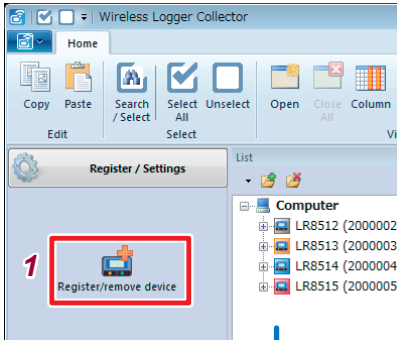 Wireless Logger Collector
Home
Copy Paste Search / Select Select All Unselect Open Close All Column
Edit Select Vi
Register / Settings
List
Computer
LR8512 (2000002
LR8513 (2000003
LR8514 (2000004
LR8515 (2000005
1
Register/remove device